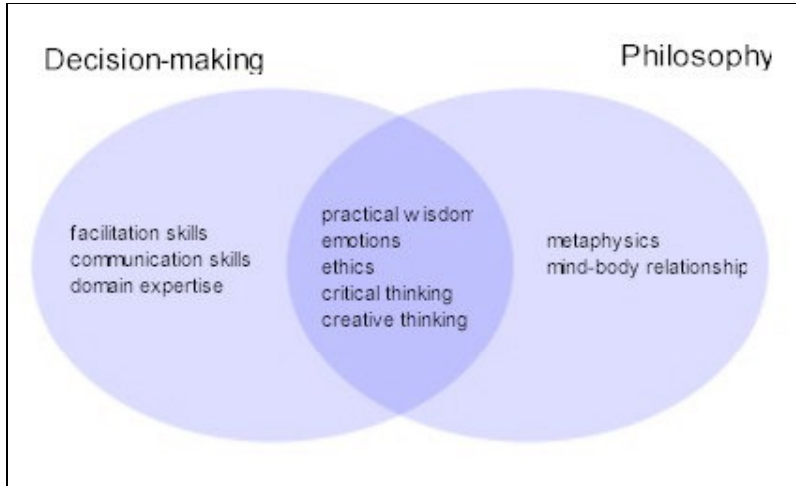 Decision-making
Philosophy
facilitation skills
communication skills
domain expertise
practical wisdom
emotions
ethics
critical thinking
creative thinking
metaphysics
mind-body relationship